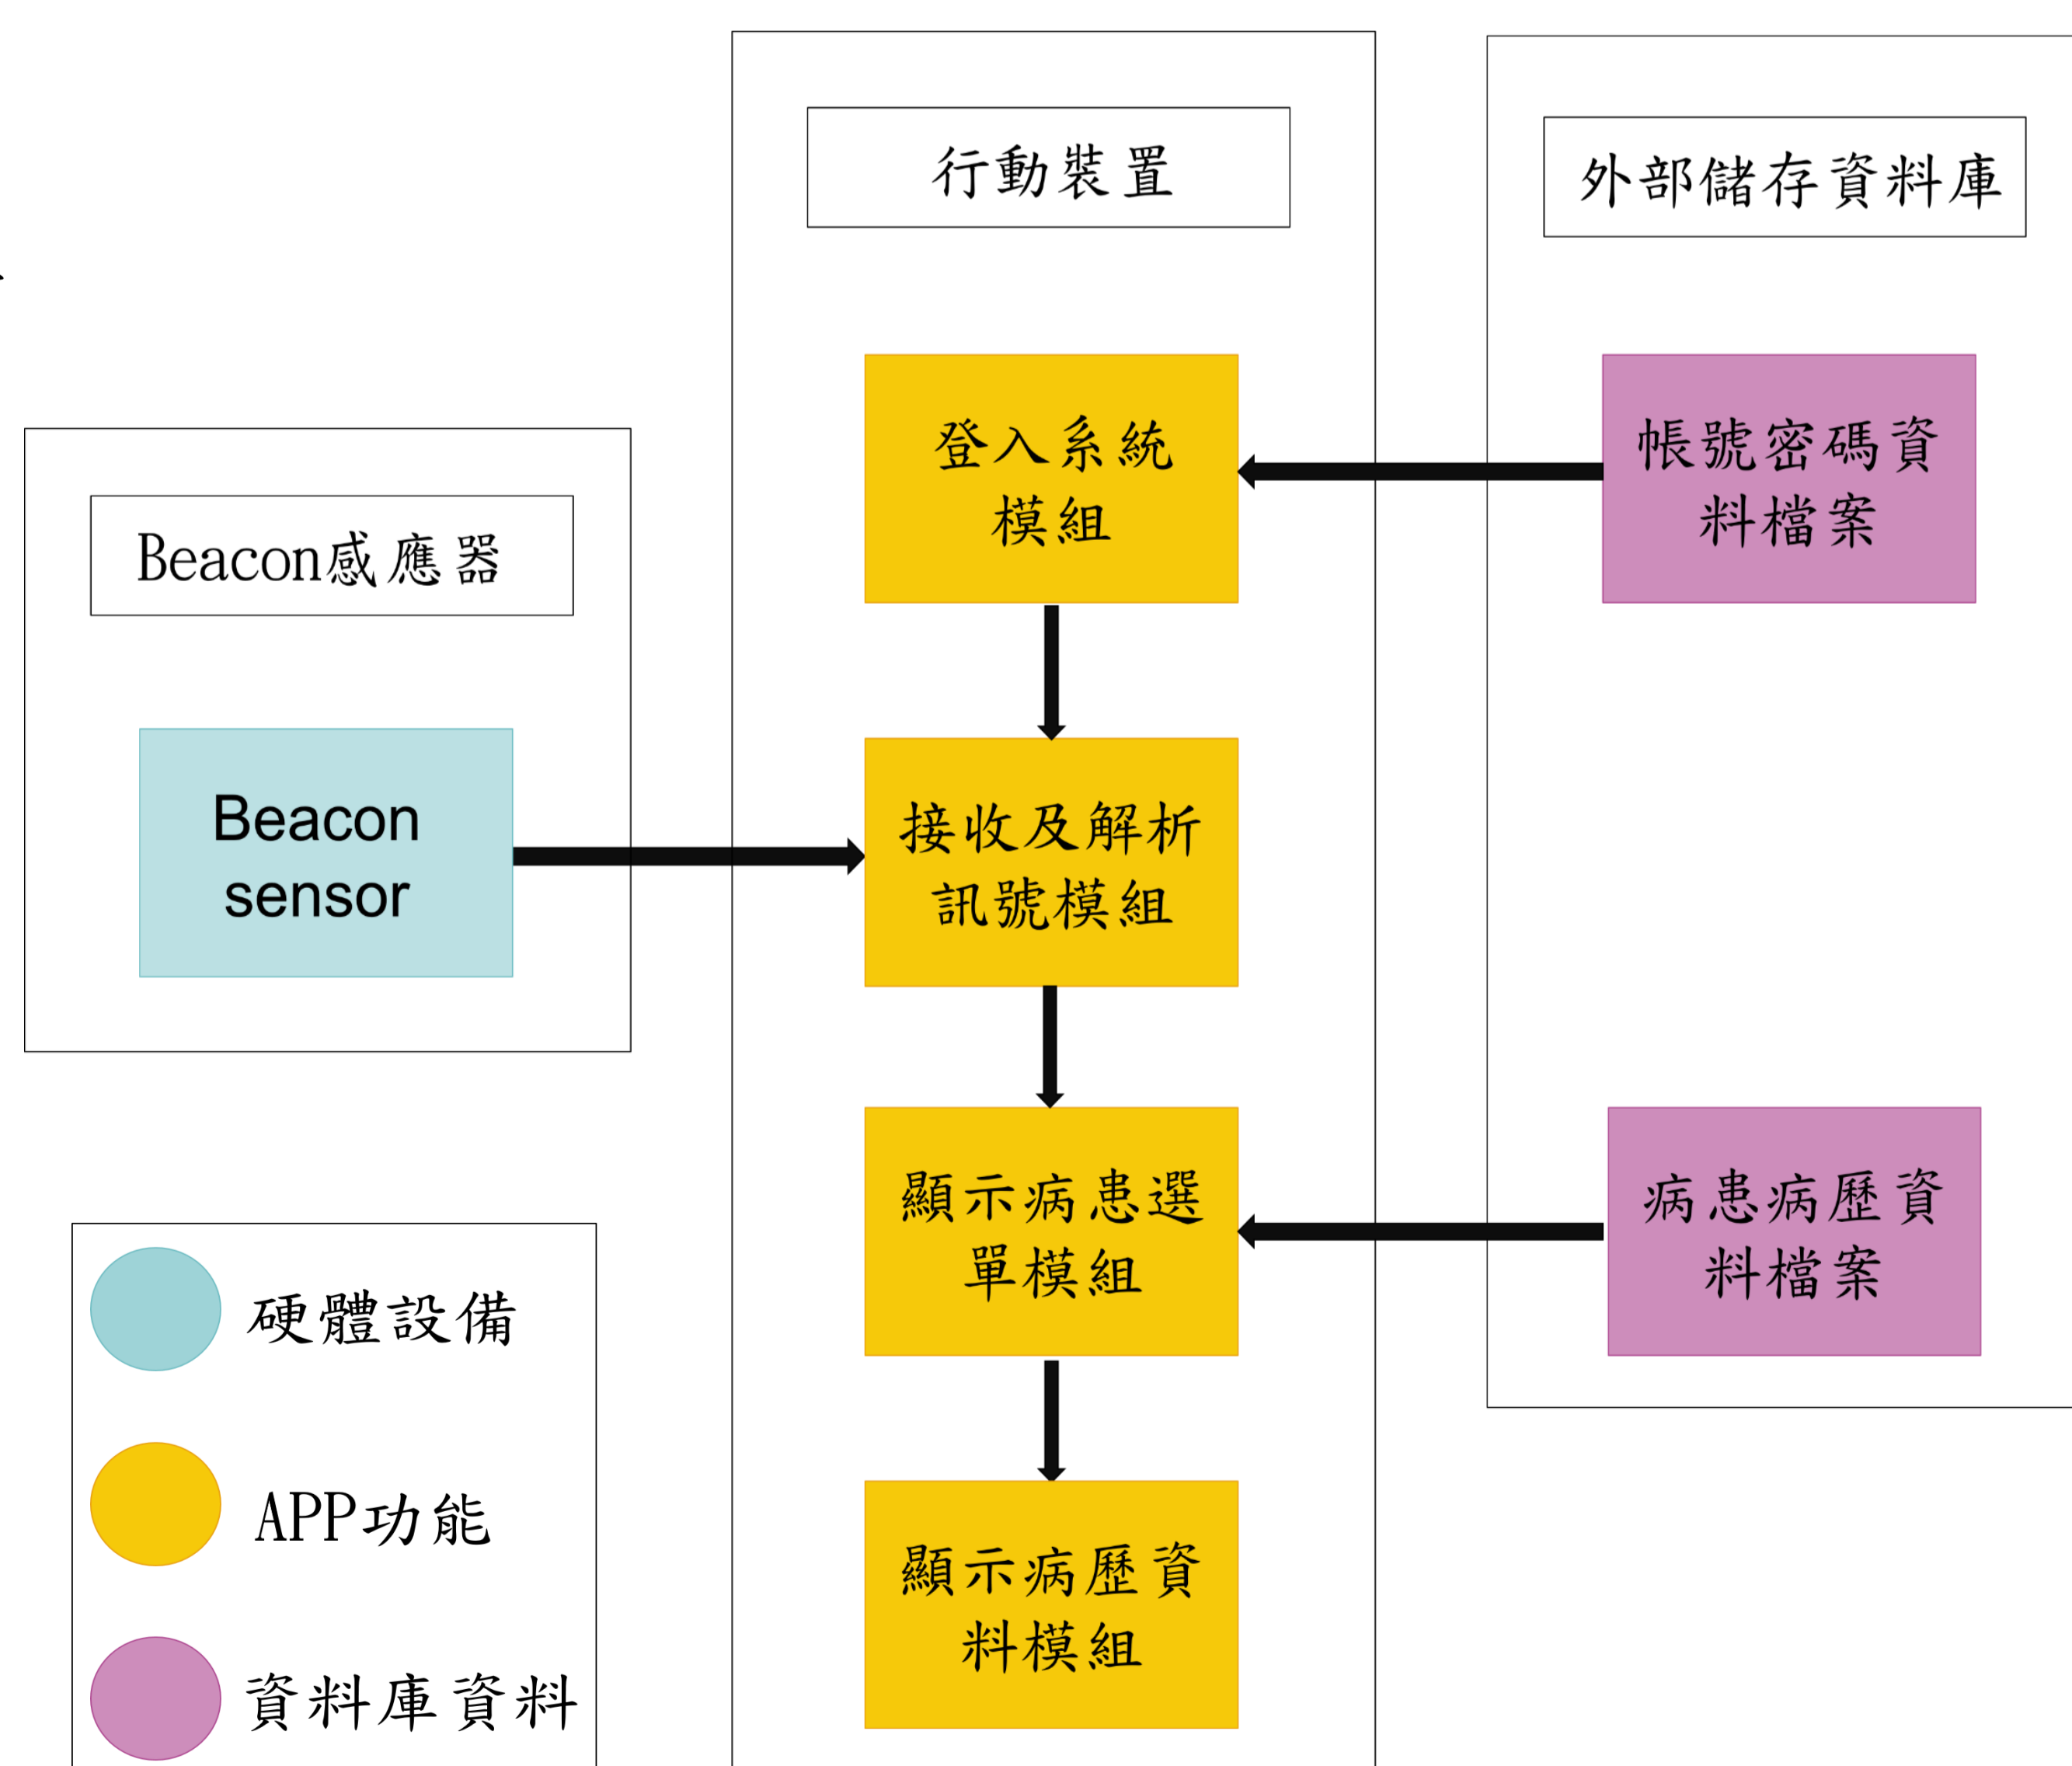 行動裝置
外部儲存資料庫
登入系統
模組
帳號密碼資
料檔案
Beacon感應器
Beacon
sensor
接收及解析
訊號模組
顯示病患選
單模組
病患病歷資
料檔案
硬體設備
APP功能
顯示病歷資
料模組
資料庫資料